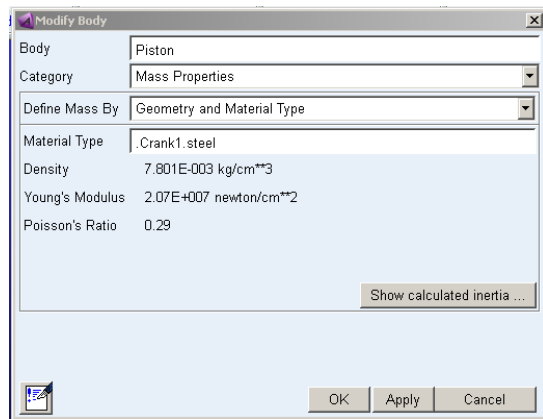 Modify Body
Body Piston
Category Mass Properties
Define Mass By Geometry and Material Type
Material Type .Crank1.steel
Density 7.801E-003 kg/cm**3
Young's Modulus 2.07E+007 newton/cm**2
Poisson's Ratio 0.29
Show calculated inertia ...
OK Apply Cancel